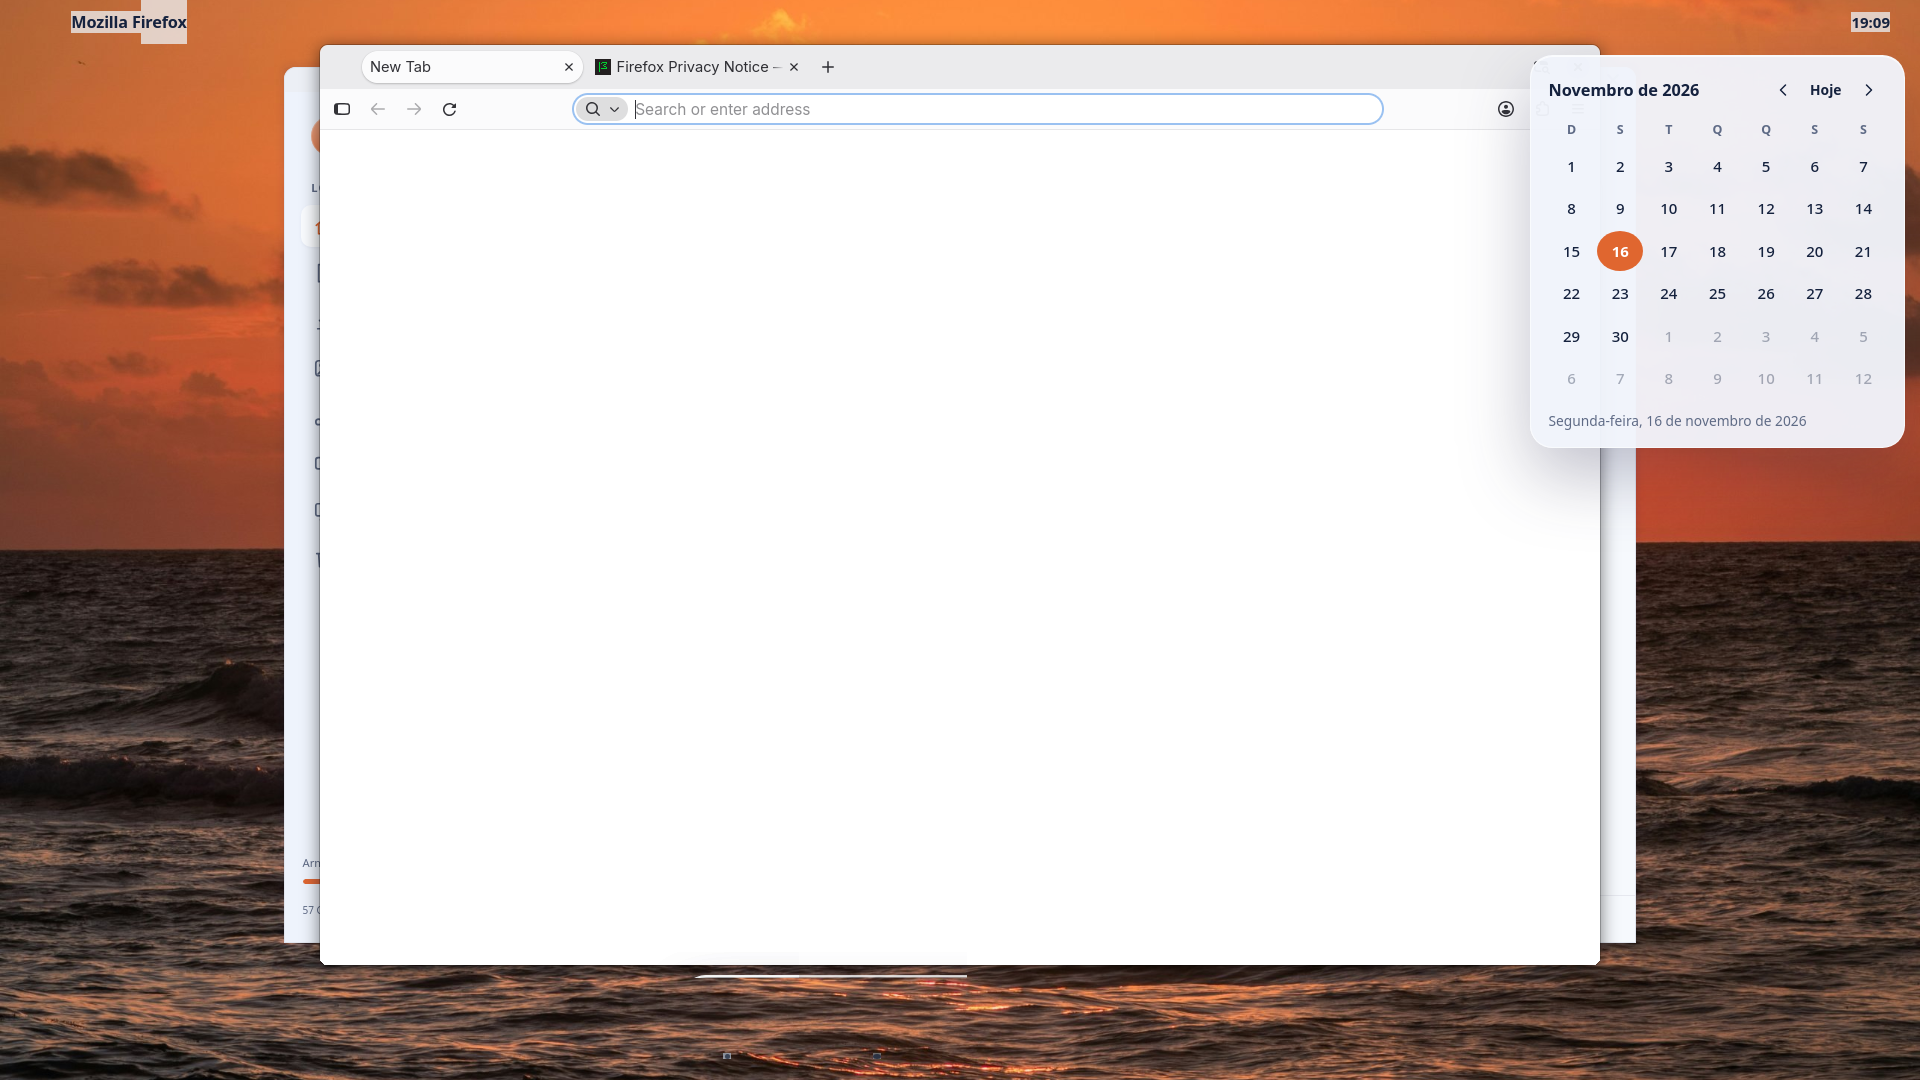 Mozilla Firefox
19:09
New Tab
Firefox Privacy Notice
Search or enter address
Novembro de 2026
Hoje
D S T Q Q S S
1 2 3 4 5 6 7
8 9 10 11 12 13 14
15 16 17 18 19 20 21
22 23 24 25 26 27 28
29 30 1 2 3 4 5
6 7 8 9 10 11 12
Segunda-feira, 16 de novembro de 2026
57